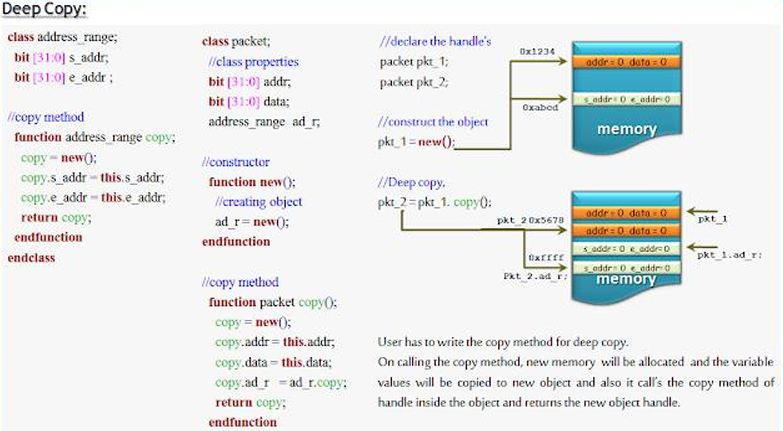 Deep Copy:
class address_range;
bit [31:0] s_addr;
bit [31:0] e_addr ;
//copy method
function address_range copy;
copy = new();
copy.s_addr = this.s_addr;
copy.e_addr = this.e_addr;
return copy;
endfunction
endclass
class packet;
//class properties
bit [31:0] addr;
bit [31:0] data;
address_range ad_r;
//constructor
function new();
//creating object
ad_r = new();
endfunction
//copy method
function packet copy();
copy = new();
copy.addr = this.addr;
copy.data = this.data;
copy.ad_r = ad_r.copy;
return copy;
endfunction
//declare the handle's
packet pkt_1;
packet pkt_2;
//construct the object
pkt_1 = new();
//Deep copy,
pkt_2 = pkt_1. copy();
0x1234
addr = 0 data = 0
s_addr= 0 e_addr=0
0xabcd
memory
addr = 0 data = 0
pkt_1
pkt_2 0x5678
addr = 0 data = 0
s_addr= 0 e_addr=0
pkt_1.ad_r;
0xffff
s_addr= 0 e_addr=0
Pkt_2.ad_r;
memory
User has to write the copy method for deep copy.
On calling the copy method, new memory will be allocated and the variable
values will be copied to new object and also it call's the copy method of
handle inside the object and returns the new object handle.